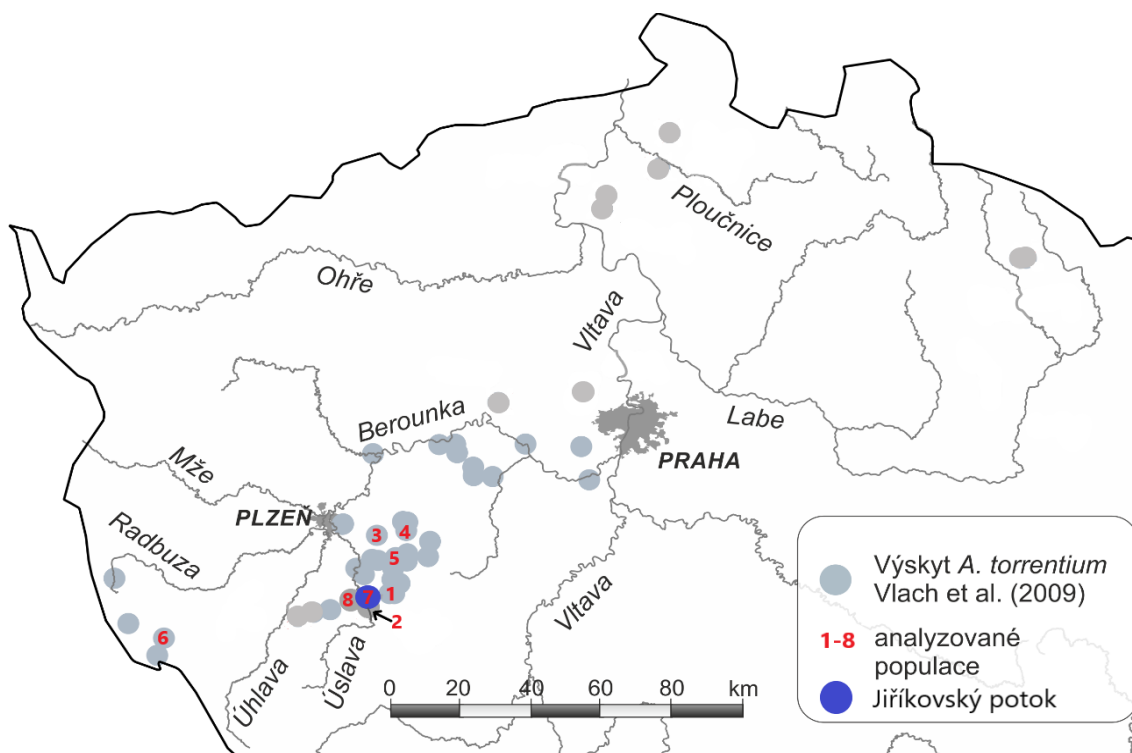 Ploučnice
Ohře
Vltava
Berounka
Labe
PRAHA
Mže
PLZEŇ
Radbuza
3
4
5
1
7
8
2
6
Vltava
Úslava
Úhlava
0 20 40 60 80 km
Výskyt A. torrentium
Vlach et al. (2009)
1-8 analyzované
populace
Jiříkovský potok